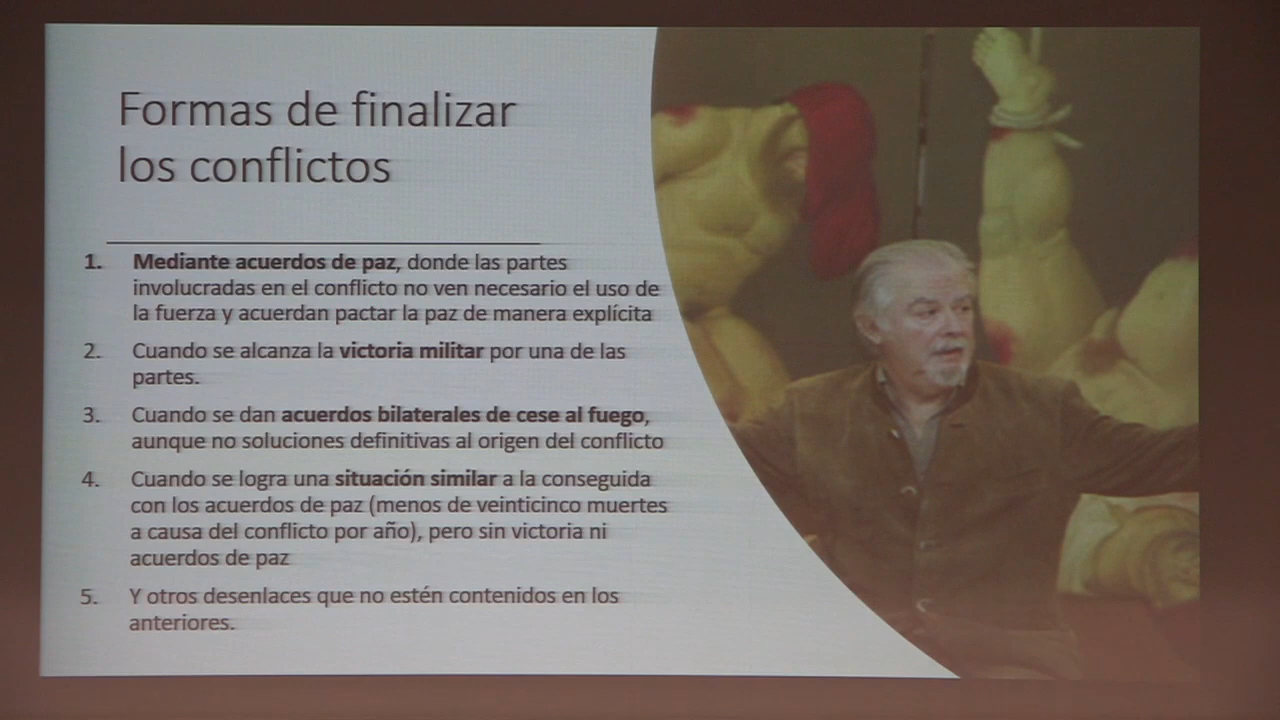 Formas de finalizar
los conflictos
1. Mediante acuerdos de paz, donde las partes
involucradas en el conflicto no ven necesario el uso de
la fuerza y acuerdan pactar la paz de manera explícita
2. Cuando se alcanza la victoria militar por una de las
partes.
3. Cuando se dan acuerdos bilaterales de cese al fuego,
aunque no soluciones definitivas al origen del conflicto
4. Cuando se logra una situación similar a la conseguida
con los acuerdos de paz (menos de veinticinco muertes
a causa del conflicto por año), pero sin victoria ni
acuerdos de paz
5. Y otros desenlaces que no estén contenidos en los
anteriores.